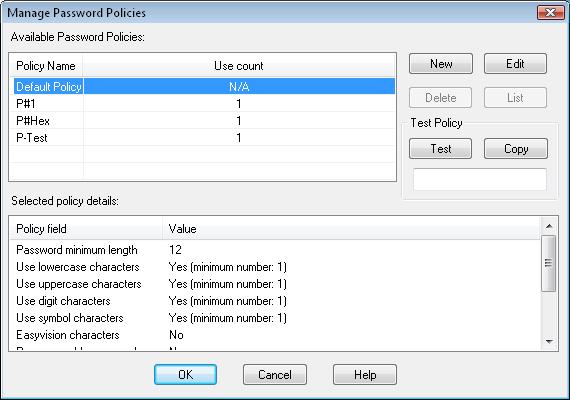 Manage Password Policies
Available Password Policies:
Policy Name Use count
Default Policy N/A
P#1 1
P#Hex 1
P-Test 1
New Edit
Delete List
Test Policy
Test Copy
Selected policy details:
Policy field Value
Password minimum length 12
Use lowercase characters Yes (minimum number: 1)
Use uppercase characters Yes (minimum number: 1)
Use digit characters Yes (minimum number: 1)
Use symbol characters Yes (minimum number: 1)
Easyvision characters No
OK Cancel Help